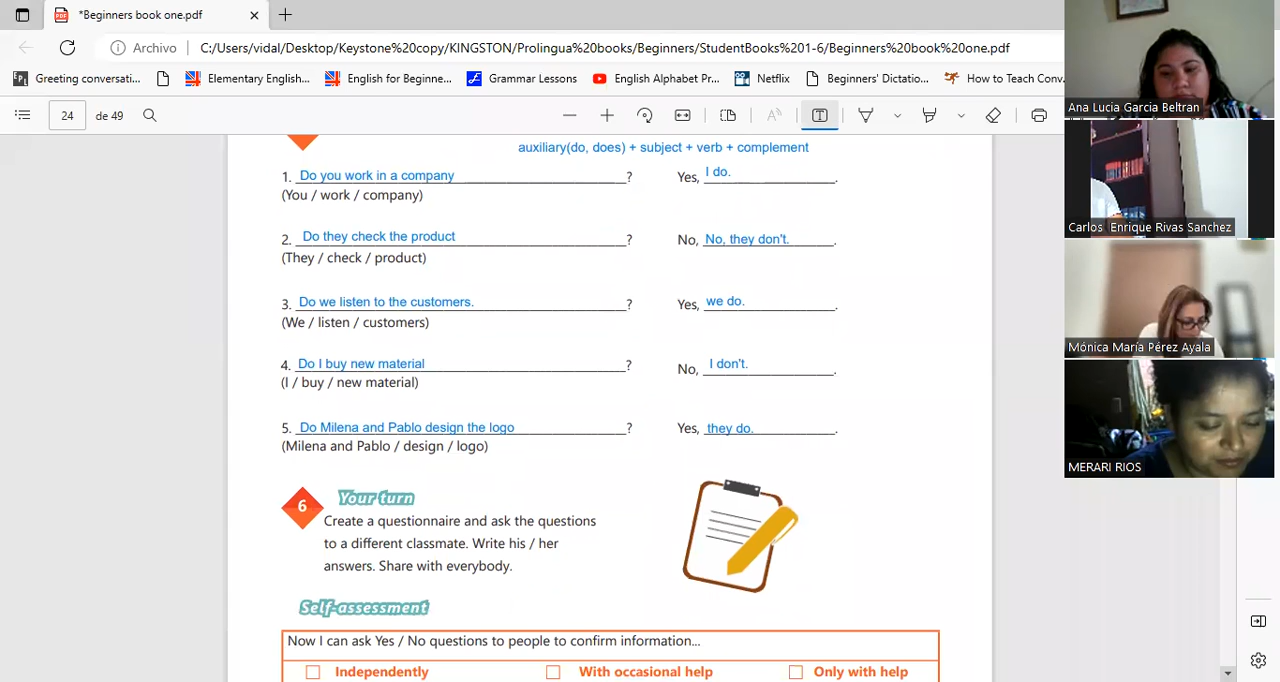 *Beginners book one.pdf
Archivo C:/Users/vidal/Desktop/Keystone%20copy/KINGSTON/Prolingua%20books/Beginners/StudentBooks%201-6/Beginners%20book%20one.pdf
Greeting conversati... Elementary English... English for Beginne... Grammar Lessons English Alphabet Pr... Netflix Beginners' Dictatio... How to Teach Conv
24 de 49
auxiliary(do, does) + subject + verb + complement
1. Do you work in a company ? Yes, I do. .
(You / work / company)
2. Do they check the product ? No, No, they don't. .
(They / check / product)
3. Do we listen to the customers. ? Yes, we do. .
(We / listen / customers)
4. Do I buy new material ? No, I don't. .
(I / buy / new material)
5. Do Milena and Pablo design the logo ? Yes, they do. .
(Milena and Pablo / design / logo)
6 Your turn
Create a questionnaire and ask the questions
to a different classmate. Write his / her
answers. Share with everybody.
Self-assessment
Now I can ask Yes / No questions to people to confirm information...
Independently With occasional help Only with help
Ana Lucia Garcia Beltran
Carlos Enrique Rivas Sanchez
Mónica María Pérez Ayala
MERARI RIOS